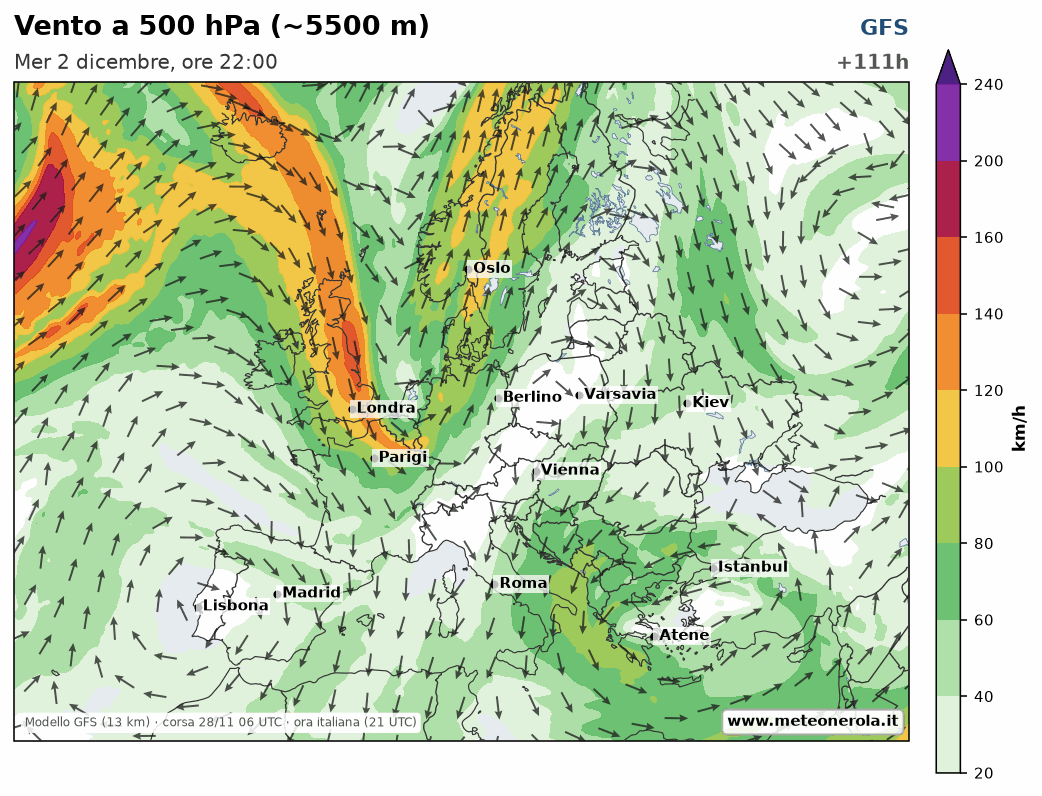 Vento a 500 hPa (~5500 m)
GFS
Mer 2 dicembre, ore 22:00
+111h
240
200
160
140
120
100
80
60
40
20
km/h
Oslo
Londra
Berlino
Varsavia
Kiev
Parigi
Vienna
Madrid
Lisbona
Roma
Istanbul
Atene
Modello GFS (13 km) · corsa 28/11 06 UTC · ora italiana (21 UTC)
www.meteonerola.it